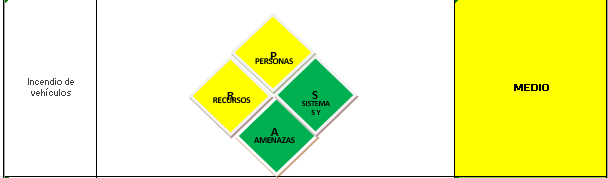 Incendio de
vehículos
P
PERSONAS
R
RECURSOS
S
SISTEMA
S Y
A
AMENAZAS
MEDIO